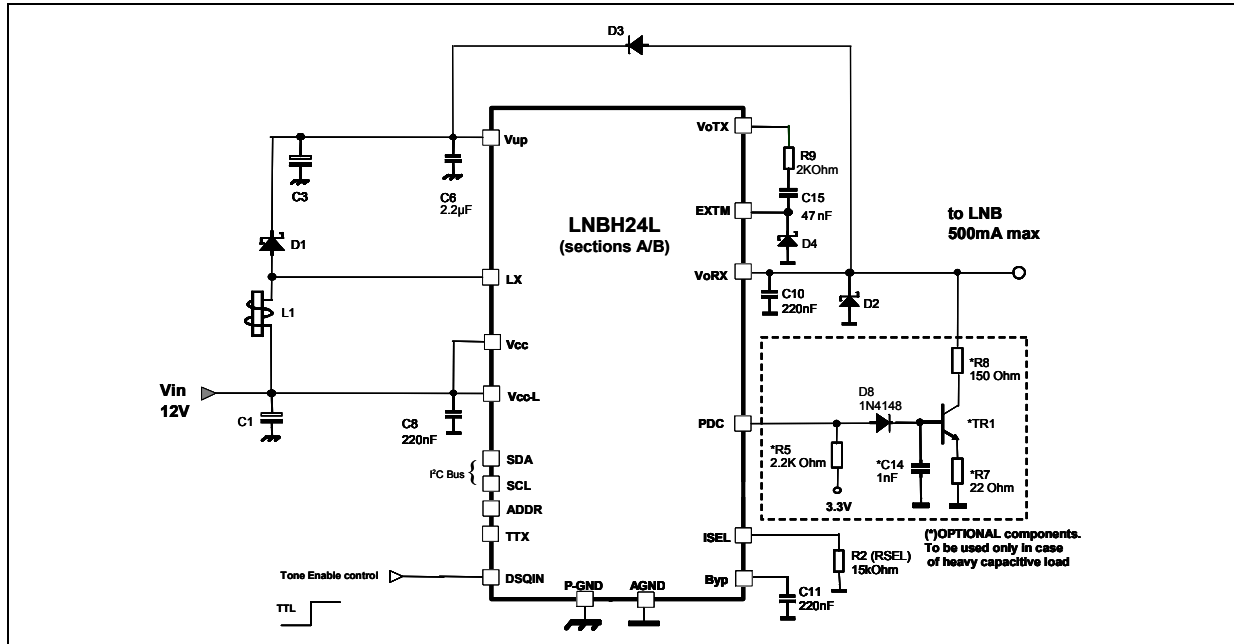 D3
Vup
VoTX
C3
C6
2.2µF
R9
2KOhm
C15
47 nF
EXTM
LNBH24L
(sections A/B)
D1
D4
to LNB
500mA max
LX
VoRX
C10
220nF
D2
L1
Vcc
*R8
150 Ohm
Vin
12V
Vcc-L
C1
C8
220nF
D8
1N4148
PDC
*TR1
*R5
2.2K Ohm
*C14
1nF
*R7
22 Ohm
3.3V
I²C Bus
{
SDA
SCL
ADDR
TTX
ISEL
(*)OPTIONAL components.
To be used only in case
of heavy capacitive load
R2 (RSEL)
15kOhm
Tone Enable control
DSQIN
P-GND
AGND
Byp
C11
220nF
TTL